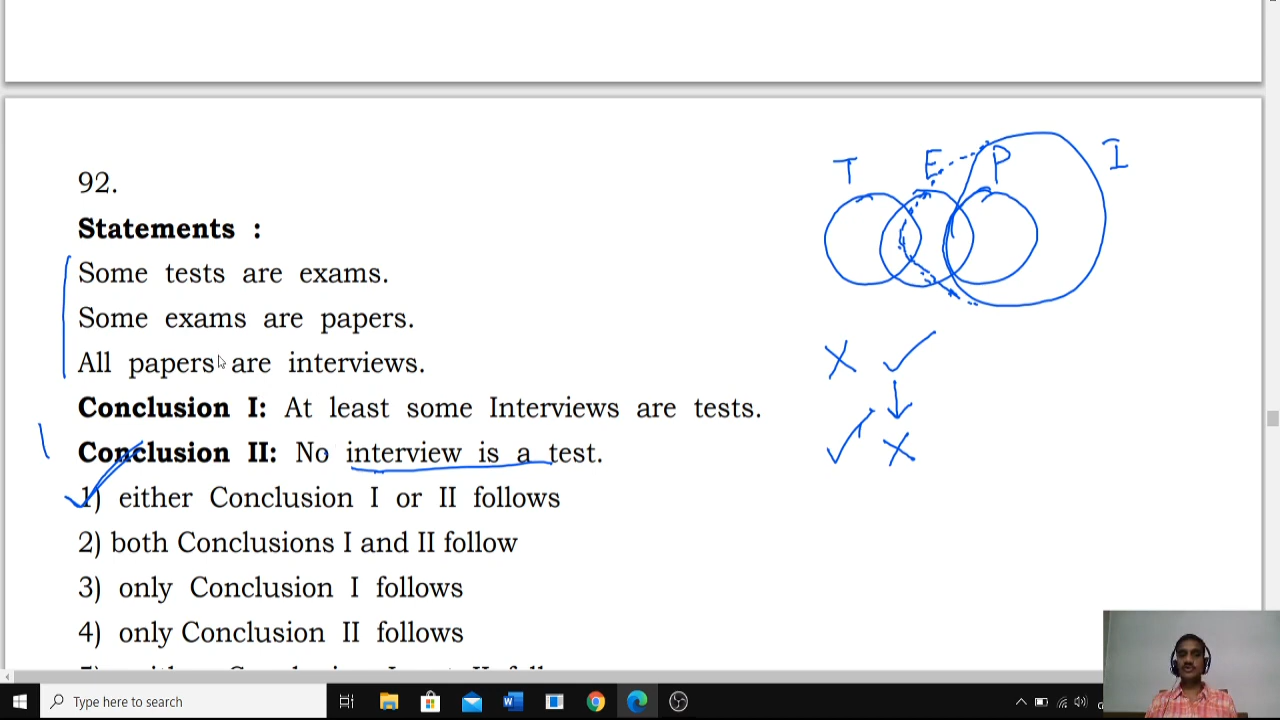 T E P I
92.
Statements :
Some tests are exams.
Some exams are papers.
All papers are interviews.
X ✓
Conclusion I: At least some Interviews are tests.
Conclusion II: No interview is a test.
✓ X
1) either Conclusion I or II follows
2) both Conclusions I and II follow
3) only Conclusion I follows
4) only Conclusion II follows
Type here to search